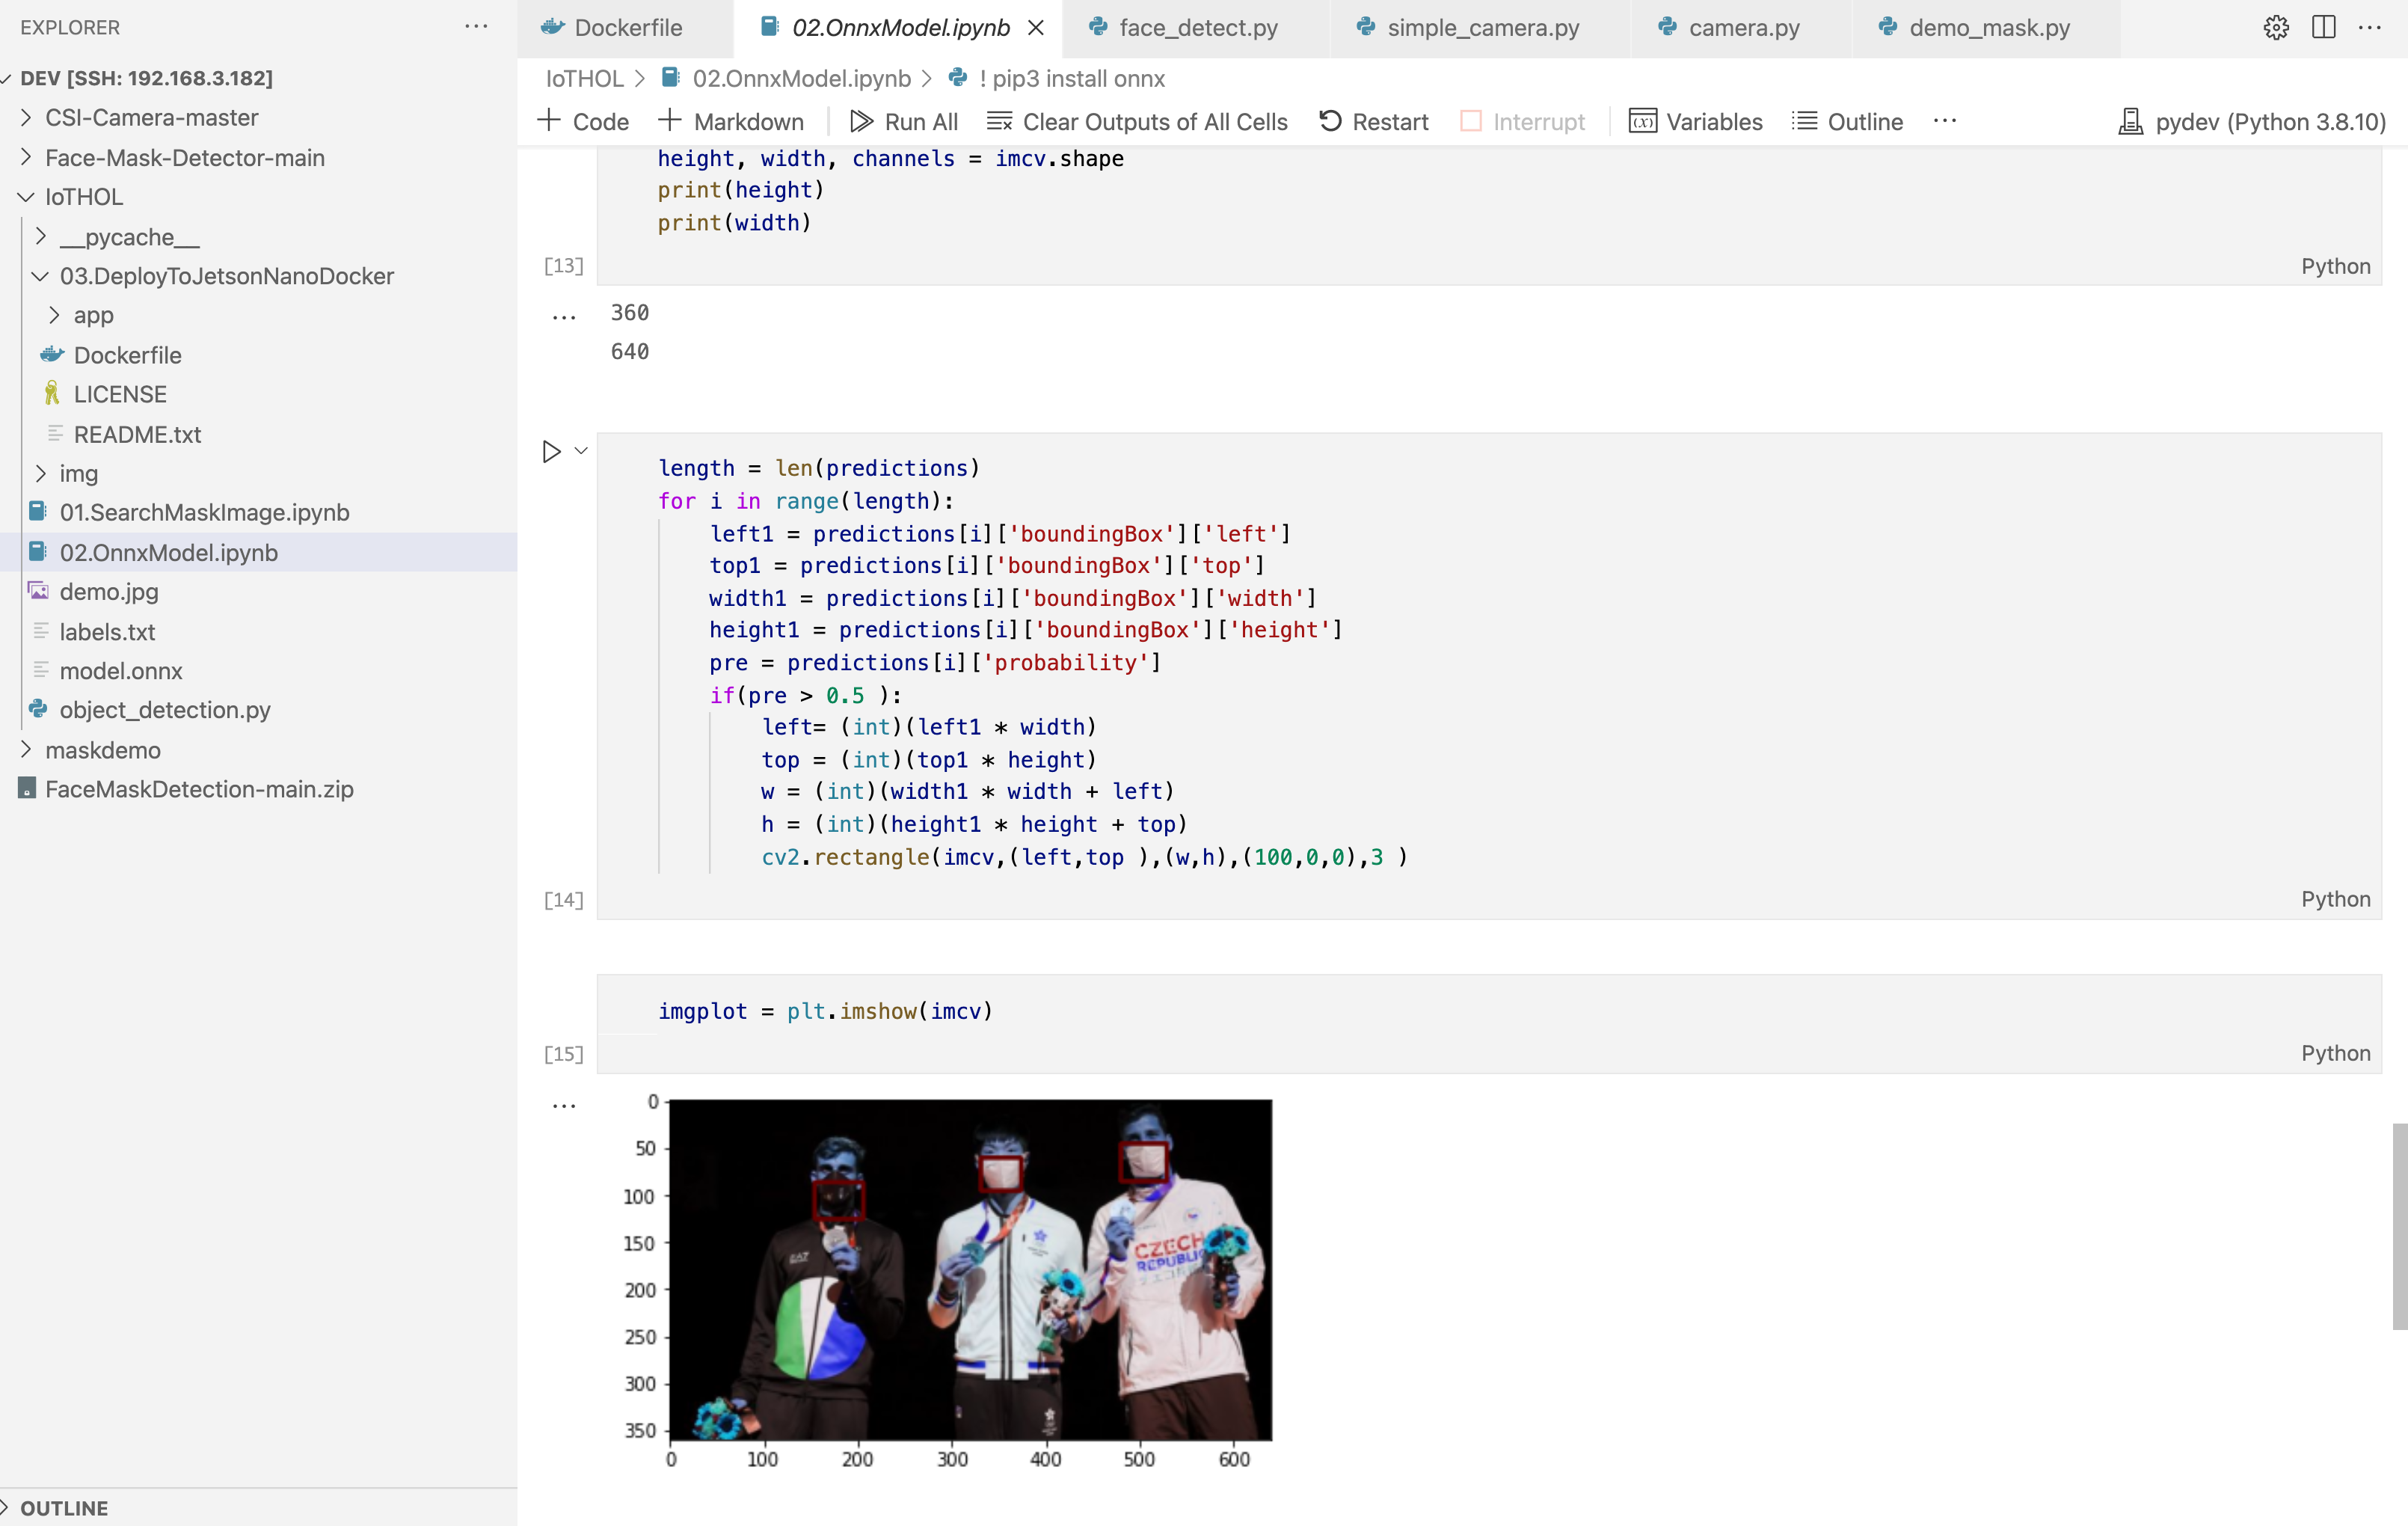 EXPLORER
DEV [SSH: 192.168.3.182]
CSI-Camera-master
Face-Mask-Detector-main
IoTHOL
__pycache__
03.DeployToJetsonNanoDocker
app
Dockerfile
LICENSE
README.txt
img
01.SearchMaskImage.ipynb
02.OnnxModel.ipynb
demo.jpg
labels.txt
model.onnx
object_detection.py
maskdemo
FaceMaskDetection-main.zip
OUTLINE
Dockerfile 02.OnnxModel.ipynb face_detect.py simple_camera.py camera.py demo_mask.py
IoTHOL > 02.OnnxModel.ipynb > ! pip3 install onnx
Code Markdown Run All Clear Outputs of All Cells Restart Interrupt Variables Outline ... pydev (Python 3.8.10)
height, width, channels = imcv.shape
print(height)
print(width)
[13]
Python
360
640
length = len(predictions)
for i in range(length):
left1 = predictions[i]['boundingBox']['left']
top1 = predictions[i]['boundingBox']['top']
width1 = predictions[i]['boundingBox']['width']
height1 = predictions[i]['boundingBox']['height']
pre = predictions[i]['probability']
if(pre > 0.5 ):
left= (int)(left1 * width)
top = (int)(top1 * height)
w = (int)(width1 * width + left)
h = (int)(height1 * height + top)
cv2.rectangle(imcv,(left,top ),(w,h),(100,0,0),3 )
[14]
Python
imgplot = plt.imshow(imcv)
[15]
Python
0
50
100
150
200
250
300
350
0 100 200 300 400 500 600
EA7
CZECH
REPUBLIC